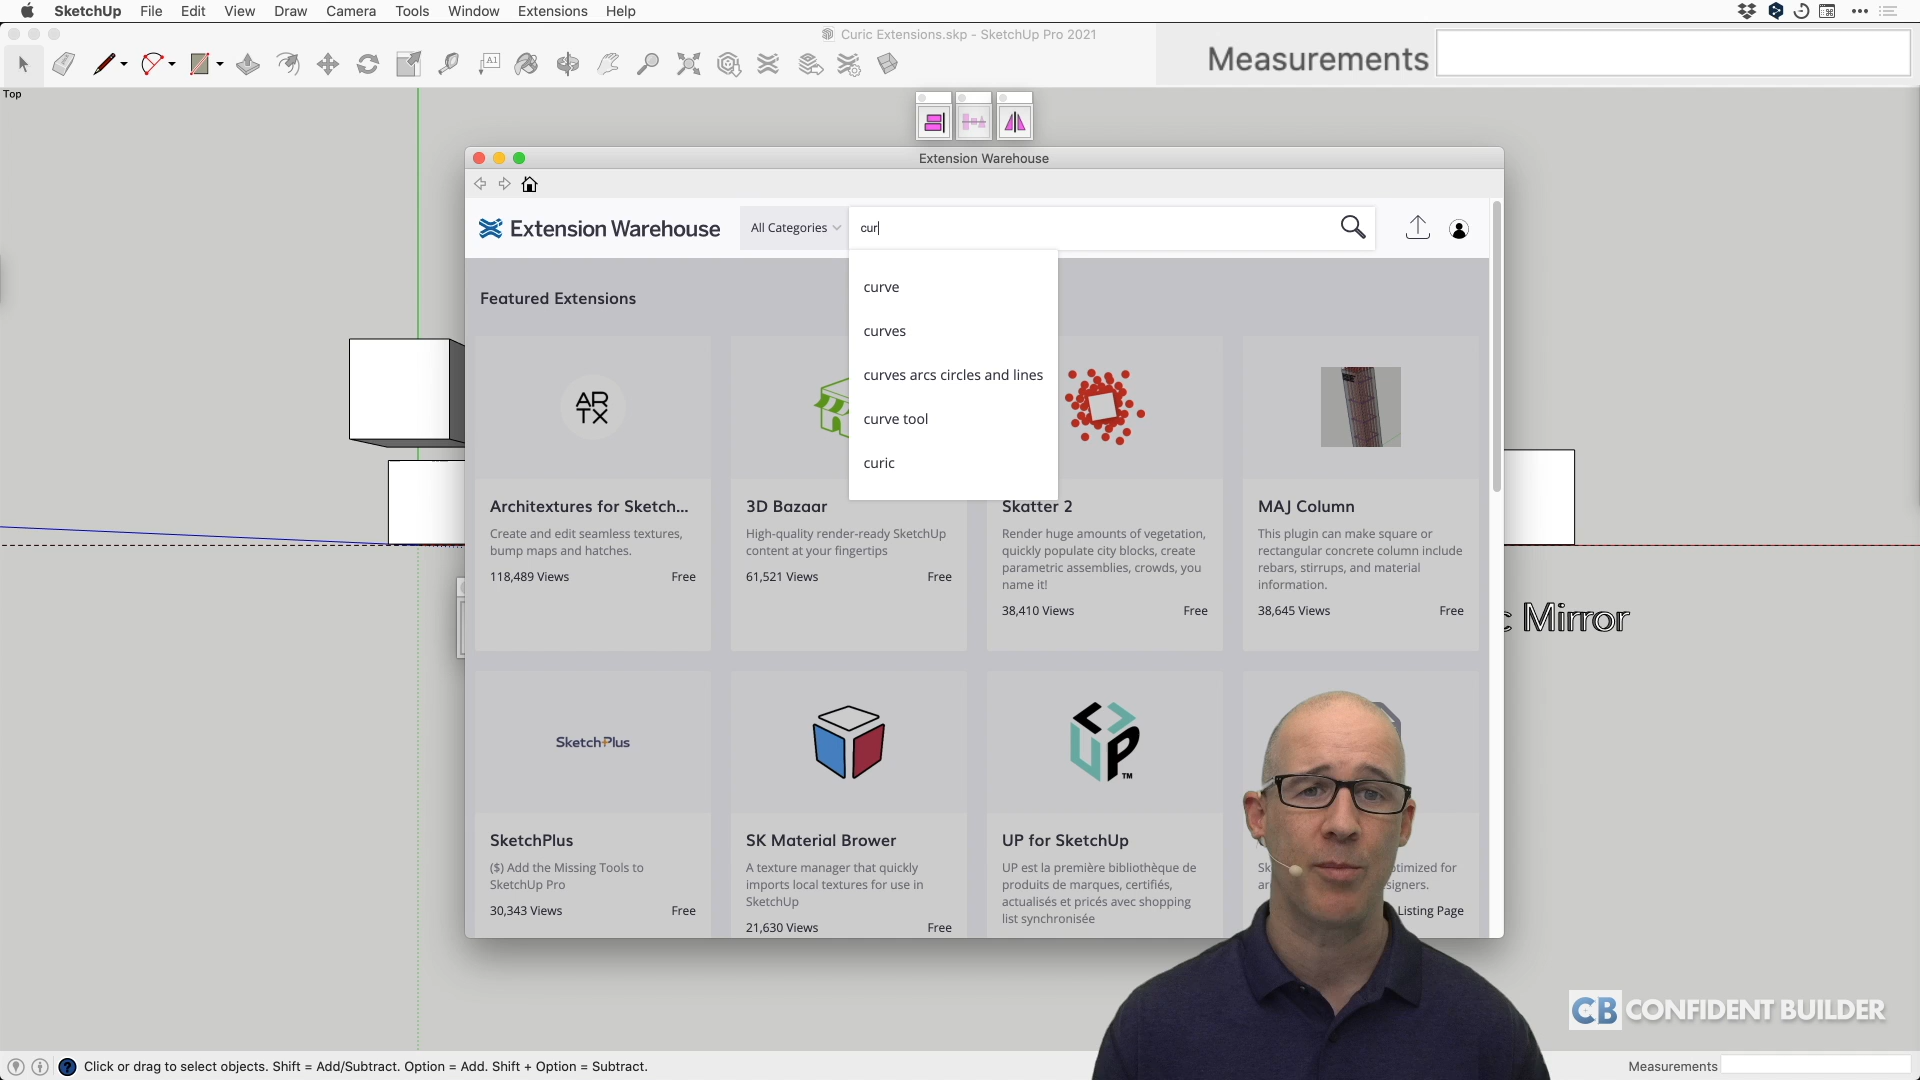 SketchUp File Edit View Draw Camera Tools Window Extensions Help
Curic Extensions.skp - SketchUp Pro 2021
Measurements
Top
Extension Warehouse
Extension Warehouse All Categories cur
curve
curves
curves arcs circles and lines
curve tool
curic
Featured Extensions
AR
TX
Architextures for Sketch...
Create and edit seamless textures,
bump maps and hatches.
118,489 Views Free
3D Bazaar
High-quality render-ready SketchUp
content at your fingertips
61,521 Views Free
Skatter 2
Render huge amounts of vegetation,
quickly populate city blocks, create
parametric assemblies, crowds, you
name it!
38,410 Views Free
MAJ Column
This plugin can make square or
rectangular concrete column include
rebars, stirrups, and material
information.
38,645 Views Free
c Mirror
SketchPlus
SketchPlus
($) Add the Missing Tools to
SketchUp Pro
30,343 Views Free
SK Material Brower
A texture manager that quickly
imports local textures for use in
SketchUp
21,630 Views Free
UP TM
UP for SketchUp
UP est la première bibliothèque de
produits de marques, certifiés,
actualisés et pricés avec shopping
list synchronisée
Listing Page
CB CONFIDENT BUILDER
Click or drag to select objects. Shift = Add/Subtract. Option = Add. Shift + Option = Subtract.
Measurements